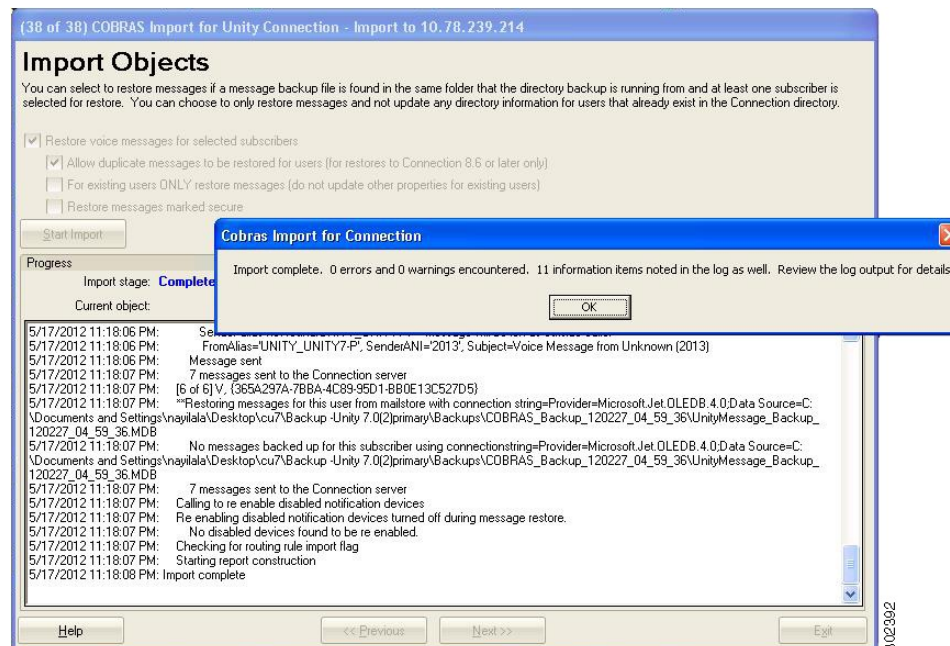 (38 of 38) COBRAS Import for Unity Connection - Import to 10.78.239.214
Import Objects
You can select to restore messages if a message backup file is found in the same folder that the directory backup is running from and at least one subscriber is
selected for restore. You can choose to only restore messages and not update any directory information for users that already exist in the Connection directory.
Restore voice messages for selected subscribers
Allow duplicate messages to be restored for users (for restores to Connection 8.6 or later only)
For existing users ONLY restore messages (do not update other properties for existing users)
Restore messages marked secure
Start Import
Cobras Import for Connection
Import complete. 0 errors and 0 warnings encountered. 11 information items noted in the log as well. Review the log output for details
OK
Progress
Import stage: Complete
Current object:
5/17/2012 11:18:06 PM:
5/17/2012 11:18:06 PM: FromAlias='UNITY_UNITY7-P', SenderANI='2013', Subject=Voice Message from Unknown (2013)
5/17/2012 11:18:06 PM: Message sent
5/17/2012 11:18:07 PM: 7 messages sent to the Connection server
5/17/2012 11:18:07 PM: [6 of 6] V, {365A297A-7BBA-4C89-95D1-BB0E13C527D5}
5/17/2012 11:18:07 PM: **Restoring messages for this user from mailstore with connection string=Provider=Microsoft.Jet.OLEDB.4.0;Data Source=C:
\Documents and Settings\nayilala\Desktop\cu7\Backup -Unity 7.0(2)primary\Backups\COBRAS_Backup_120227_04_59_36\UnityMessage_Backup_
120227_04_59_36.MDB
5/17/2012 11:18:07 PM: No messages backed up for this subscriber using connectionstring=Provider=Microsoft.Jet.OLEDB.4.0;Data Source=C:
\Documents and Settings\nayilala\Desktop\cu7\Backup -Unity 7.0(2)primary\Backups\COBRAS_Backup_120227_04_59_36\UnityMessage_Backup_
120227_04_59_36.MDB
5/17/2012 11:18:07 PM: 7 messages sent to the Connection server
5/17/2012 11:18:07 PM: Calling to re enable disabled notification devices
5/17/2012 11:18:07 PM: Re enabling disabled notification devices turned off during message restore.
5/17/2012 11:18:07 PM: No disabled devices found to be re enabled.
5/17/2012 11:18:07 PM: Checking for routing rule import flag
5/17/2012 11:18:07 PM: Starting report construction
5/17/2012 11:18:08 PM: Import complete
Help
<< Previous
Next >>
Exit